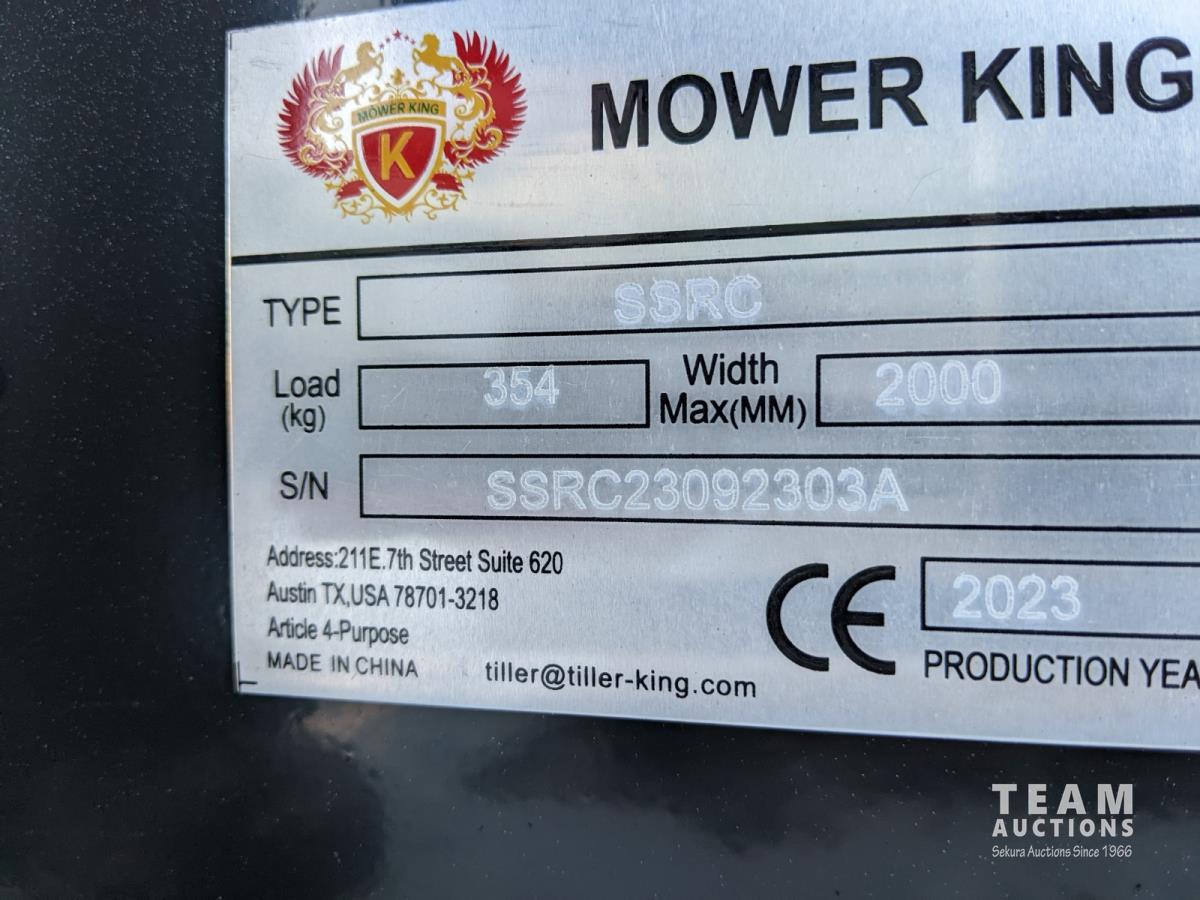 MOWER KING
K
MOWER KING
TYPE SSRC
Load (kg) 354 Width Max(MM) 2000
S/N SSRC23092303A
Address:211E.7th Street Suite 620
Austin TX,USA 78701-3218
Article 4-Purpose
MADE IN CHINA tiller@tiller-king.com
CE 2023
PRODUCTION YEA
TEAM
AUCTIONS
Sekura Auctions Since 1966